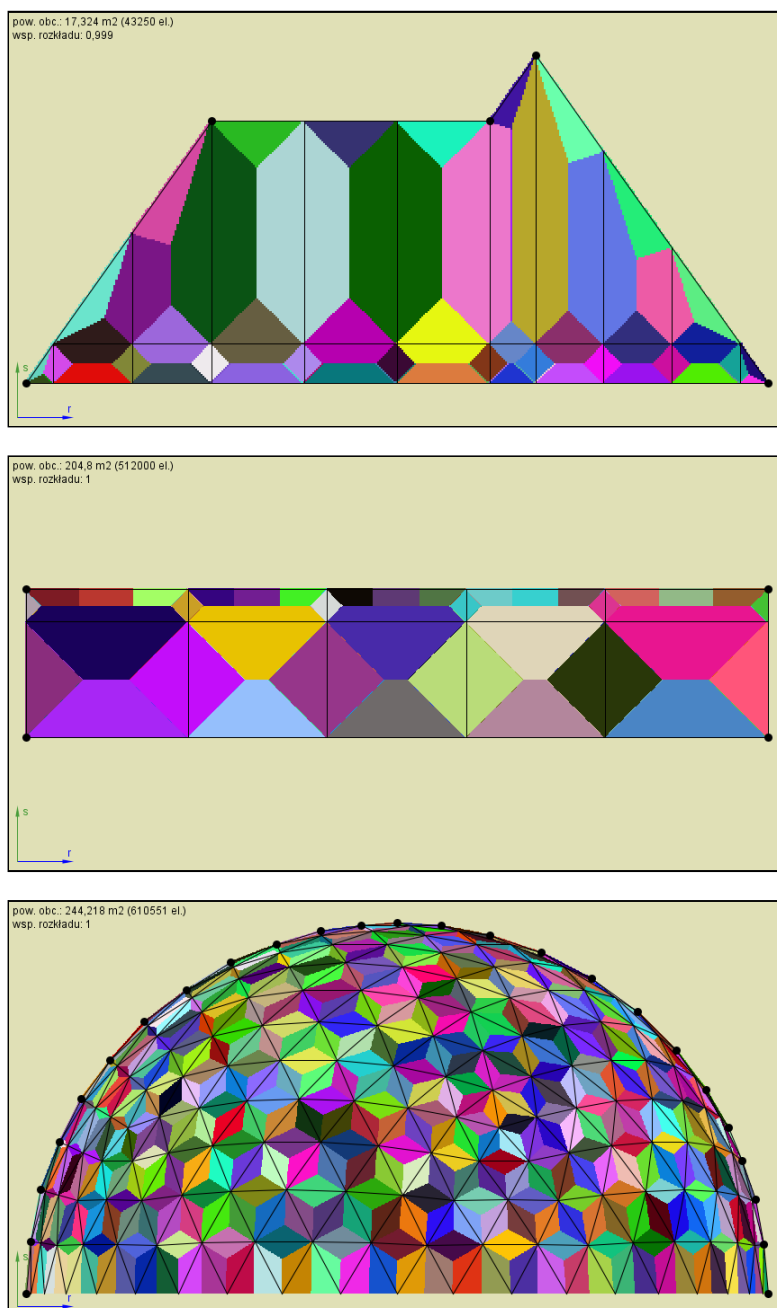 pow. obc.: 17,324 m2 (43250 el.)
wsp. rozkładu: 0,999
s
r
pow. obc.: 204,8 m2 (512000 el.)
wsp. rozkładu: 1
s
r
pow. obc.: 244,218 m2 (610551 el.)
wsp. rozkładu: 1
s
r